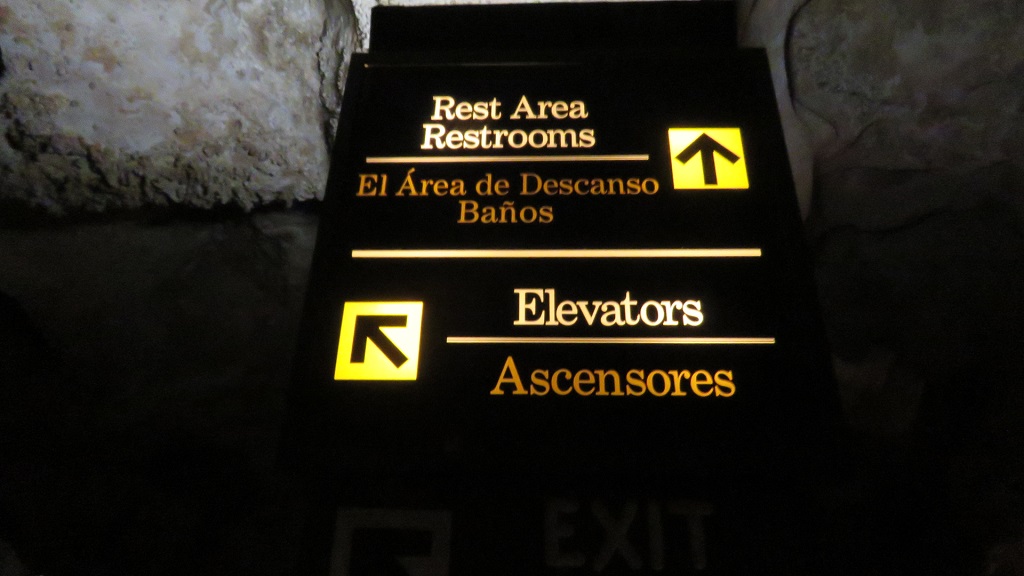 Rest Area
Restrooms
El Área de Descanso
Baños
Elevators
Ascensores
EXIT